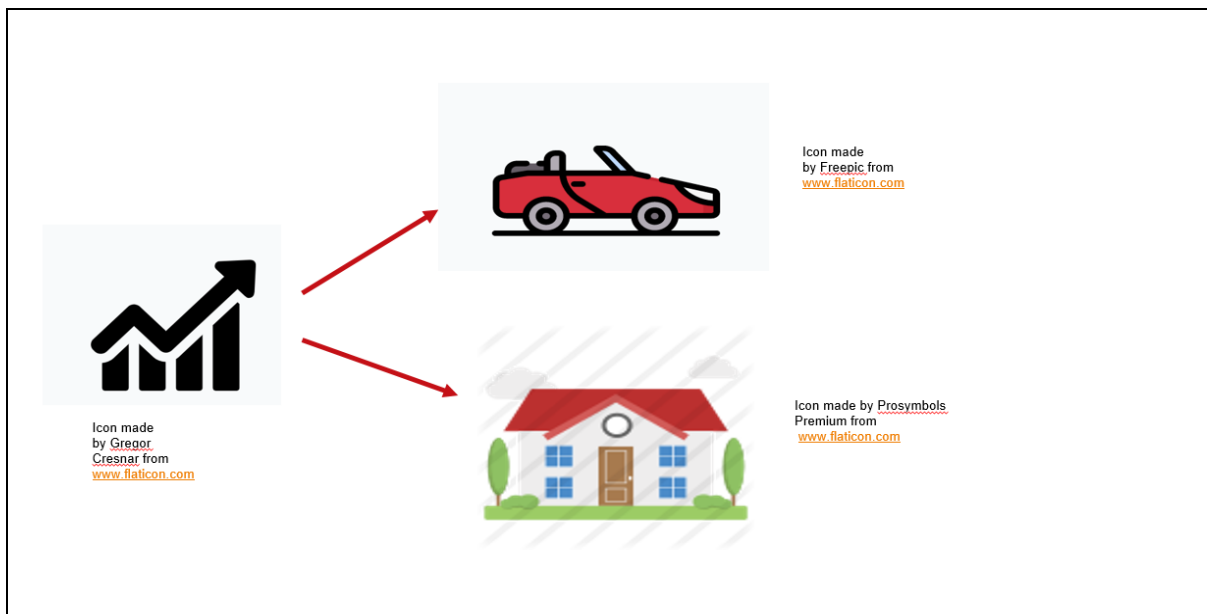 Icon made
by Freepic from
www.flaticon.com
Icon made
by Gregor
Cresnar from
www.flaticon.com
Icon made by Prosymbols
Premium from
www.flaticon.com